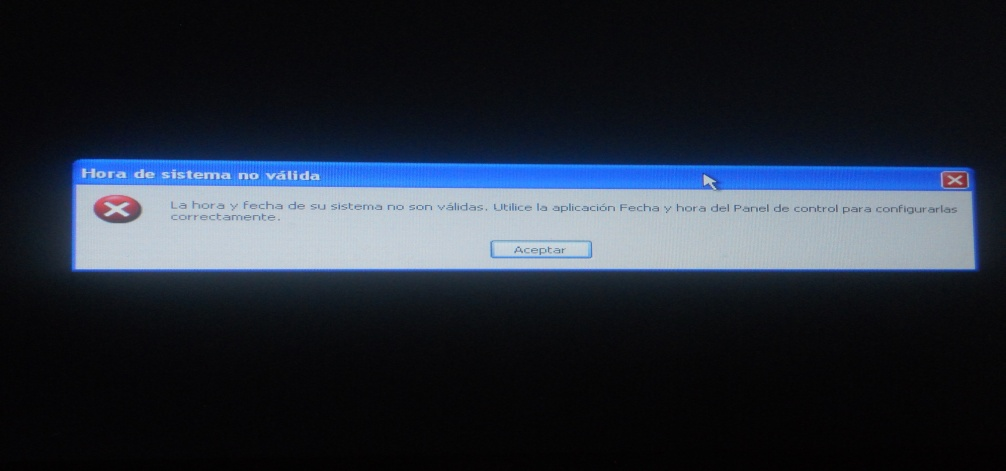 Hora de sistema no válida
La hora y fecha de su sistema no son válidas. Utilice la aplicación Fecha y hora del Panel de control para configurarlas
correctamente.
Aceptar